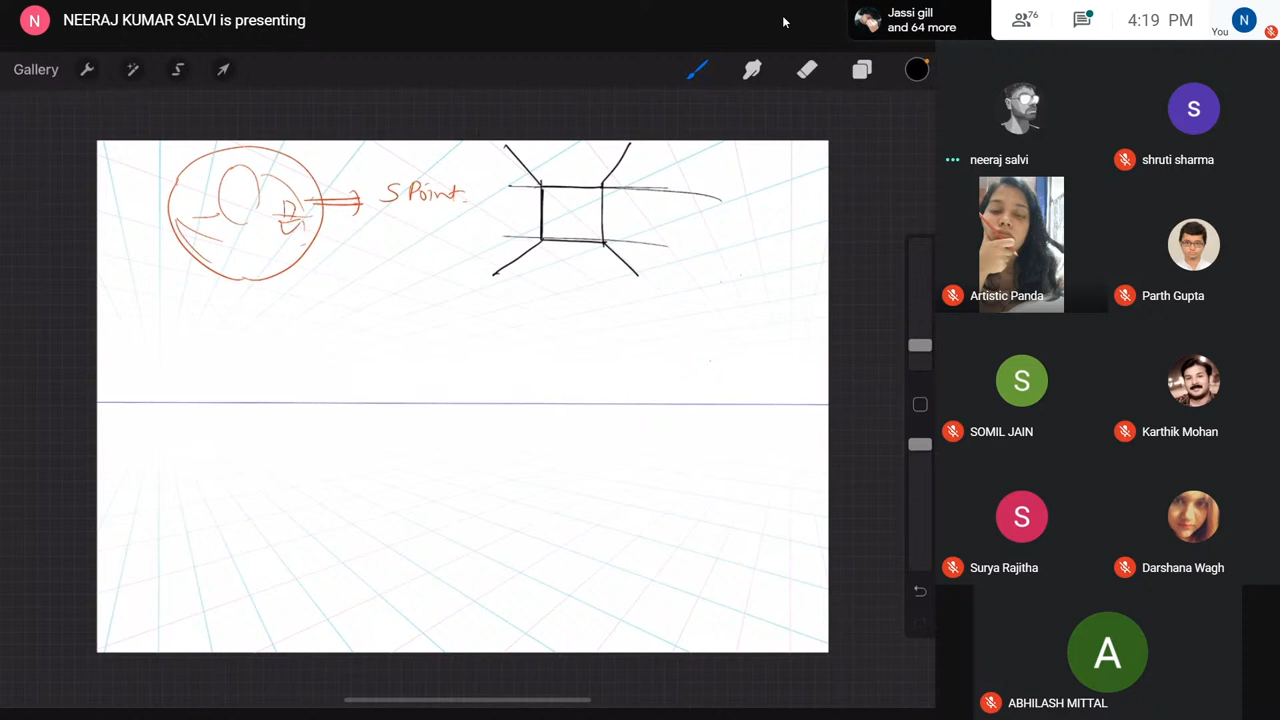 N NEERAJ KUMAR SALVI is presenting
Jassi gill
and 64 more
76
4:19 PM
You
N
Gallery
S Point.
neeraj salvi
S
shruti sharma
Artistic Panda
Parth Gupta
S
SOMIL JAIN
Karthik Mohan
S
Surya Rajitha
Darshana Wagh
A
ABHILASH MITTAL